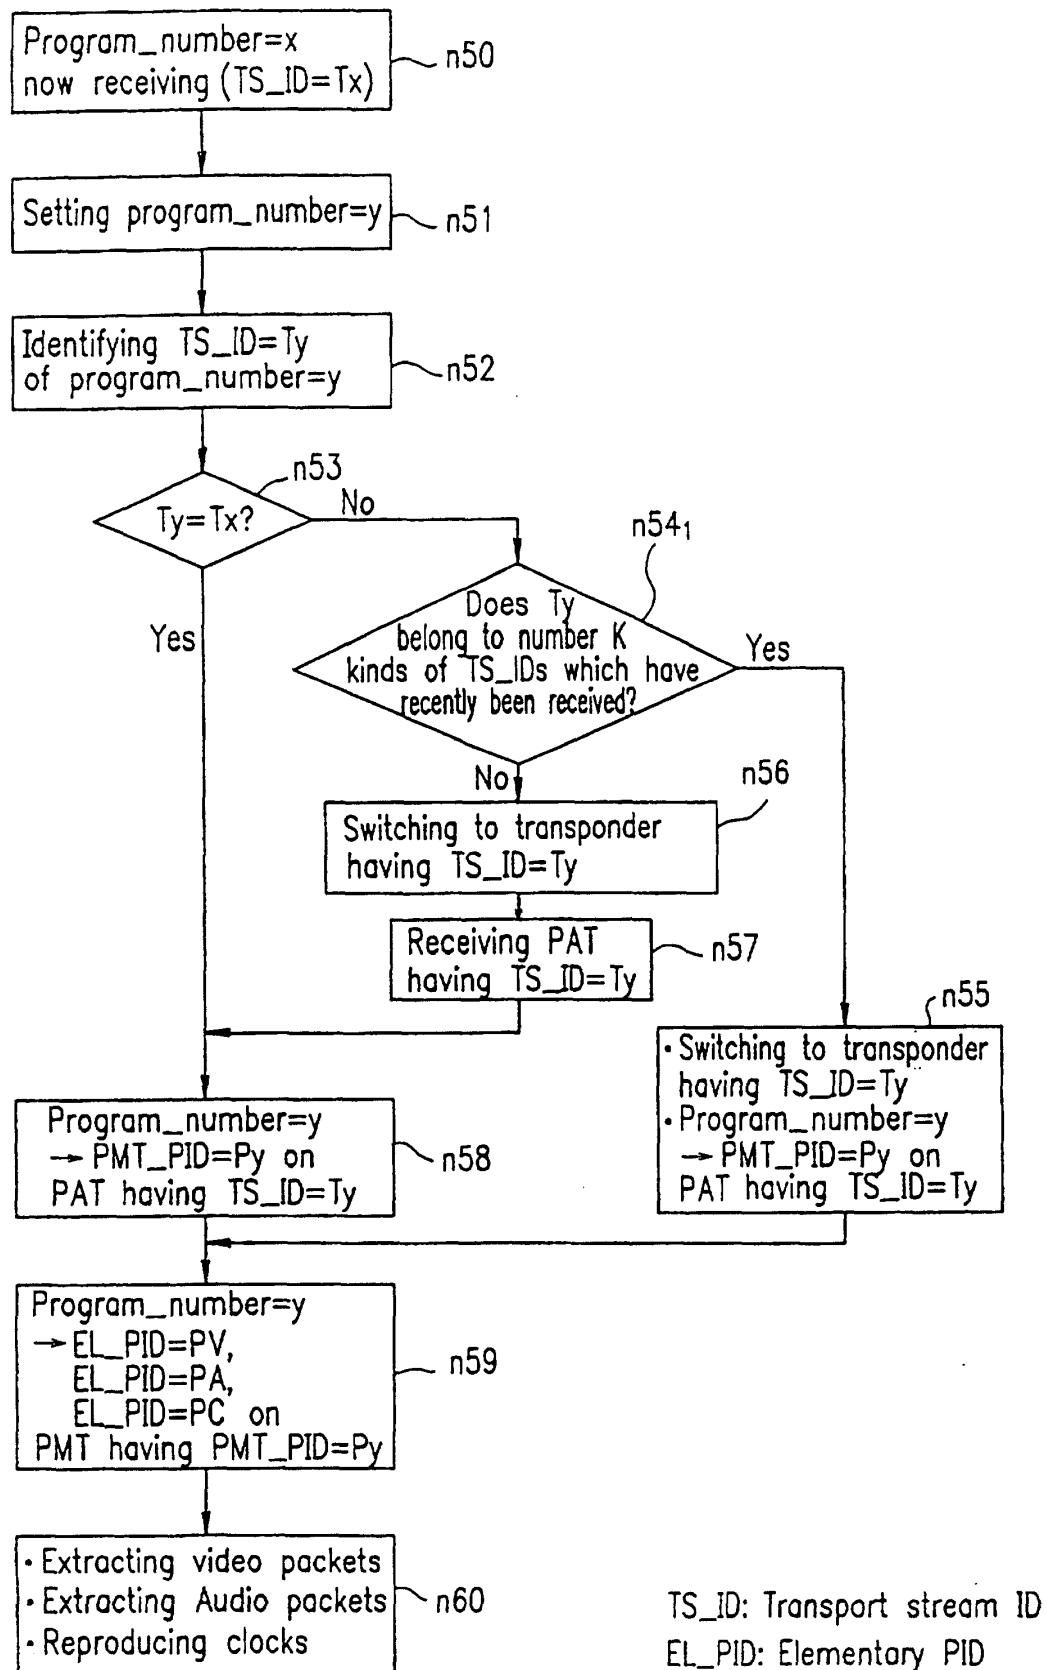 Program_number=x
now receiving (TS_ID=Tx)
n50
Setting program_number=y
n51
Identifying TS_ID=Ty
of program_number=y
n52
n53
Ty=Tx?
No
Yes
n54₁
Does Ty
belong to number K
kinds of TS_IDs which have
recently been received?
Yes
No
n56
Switching to transponder
having TS_ID=Ty
Receiving PAT
having TS_ID=Ty
n57
n55
· Switching to transponder
having TS_ID=Ty
· Program_number=y
→ PMT_PID=Py on
PAT having TS_ID=Ty
Program_number=y
→ PMT_PID=Py on
PAT having TS_ID=Ty
n58
Program_number=y
→ EL_PID=PV,
EL_PID=PA,
EL_PID=PC on
PMT having PMT_PID=Py
n59
· Extracting video packets
· Extracting Audio packets
· Reproducing clocks
n60
TS_ID: Transport stream ID
EL_PID: Elementary PID